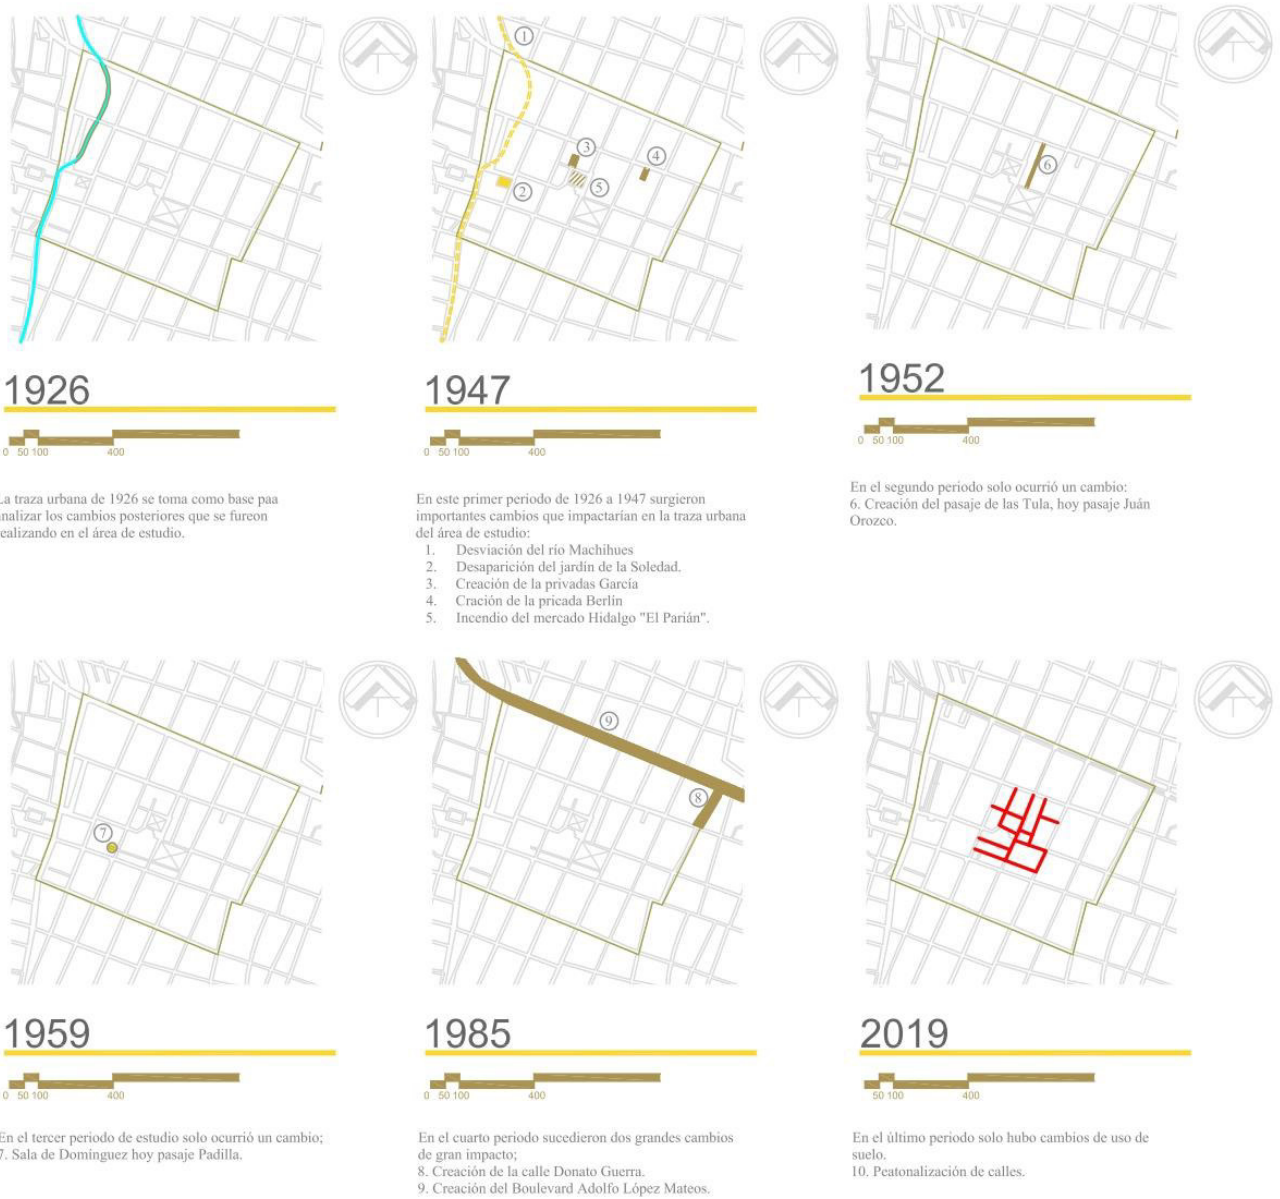 1
3
4
2
5
6
1926
0 50 100 400
La traza urbana de 1926 se toma como base paa
analizar los cambios posteriores que se fureon
realizando en el área de estudio.
1947
0 50 100 400
En este primer periodo de 1926 a 1947 surgieron
importantes cambios que impactarían en la traza urbana
del área de estudio:
1. Desviación del río Machihues
2. Desaparición del jardín de la Soledad.
3. Creación de la privadas García
4. Cración de la pricada Berlín
5. Incendio del mercado Hidalgo "El Parián".
1952
0 50 100 400
En el segundo periodo solo ocurrió un cambio:
6. Creación del pasaje de las Tula, hoy pasaje Juán
Orozco.
7
9
8
1959
0 50 100 400
En el tercer periodo de estudio solo ocurrió un cambio;
7. Sala de Domínguez hoy pasaje Padilla.
1985
0 50 100 400
En el cuarto periodo sucedieron dos grandes cambios
de gran impacto;
8. Creación de la calle Donato Guerra.
9. Creación del Boulevard Adolfo López Mateos.
2019
50 100 400
En el último periodo solo hubo cambios de uso de
suelo.
10. Peatonalización de calles.